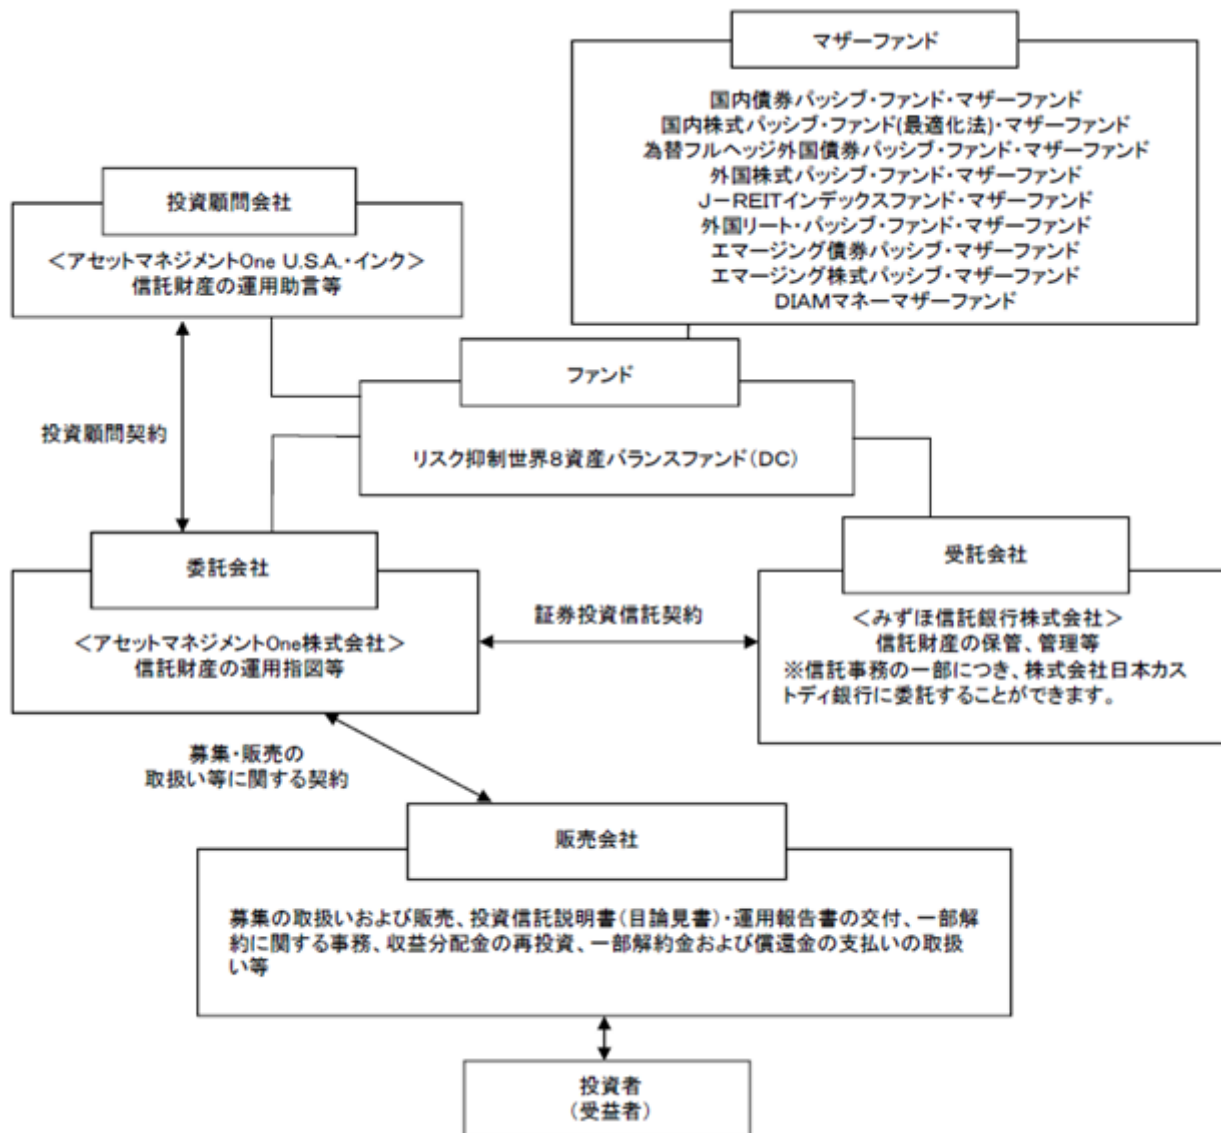 マザーファンド
国内債券パッシブ・ファンド・マザーファンド
国内株式パッシブ・ファンド(最適化法)・マザーファンド
為替フルヘッジ外国債券パッシブ・ファンド・マザーファンド
外国株式パッシブ・ファンド・マザーファンド
J－REITインデックスファンド・マザーファンド
外国リート・パッシブ・ファンド・マザーファンド
エマージング債券パッシブ・マザーファンド
エマージング株式パッシブ・マザーファンド
DIAMマネーマザーファンド
投資顧問会社
＜アセットマネジメントOne U.S.A.・インク＞
信託財産の運用助言等
ファンド
リスク抑制世界8資産バランスファンド（DC）
投資顧問契約
委託会社
＜アセットマネジメントOne株式会社＞
信託財産の運用指図等
証券投資信託契約
受託会社
＜みずほ信託銀行株式会社＞
信託財産の保管、管理等
※信託事務の一部につき、株式会社日本カス
トディ銀行に委託することができます。
募集・販売の
取扱い等に関する契約
販売会社
募集の取扱いおよび販売、投資信託説明書（目論見書）・運用報告書の交付、一部解
約に関する事務、収益分配金の再投資、一部解約金および償還金の支払いの取扱
い等
投資者
（受益者）